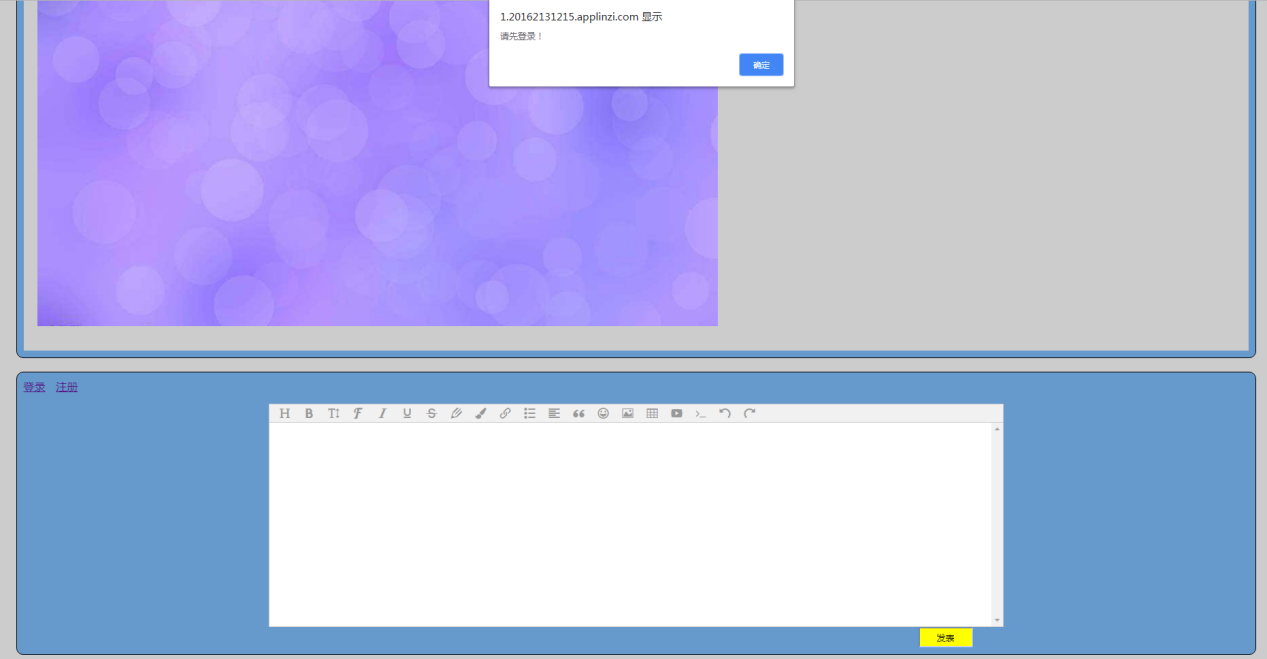 1.20162131215.applinzi.com 显示
请先登录！
确定
登录 注册
发表